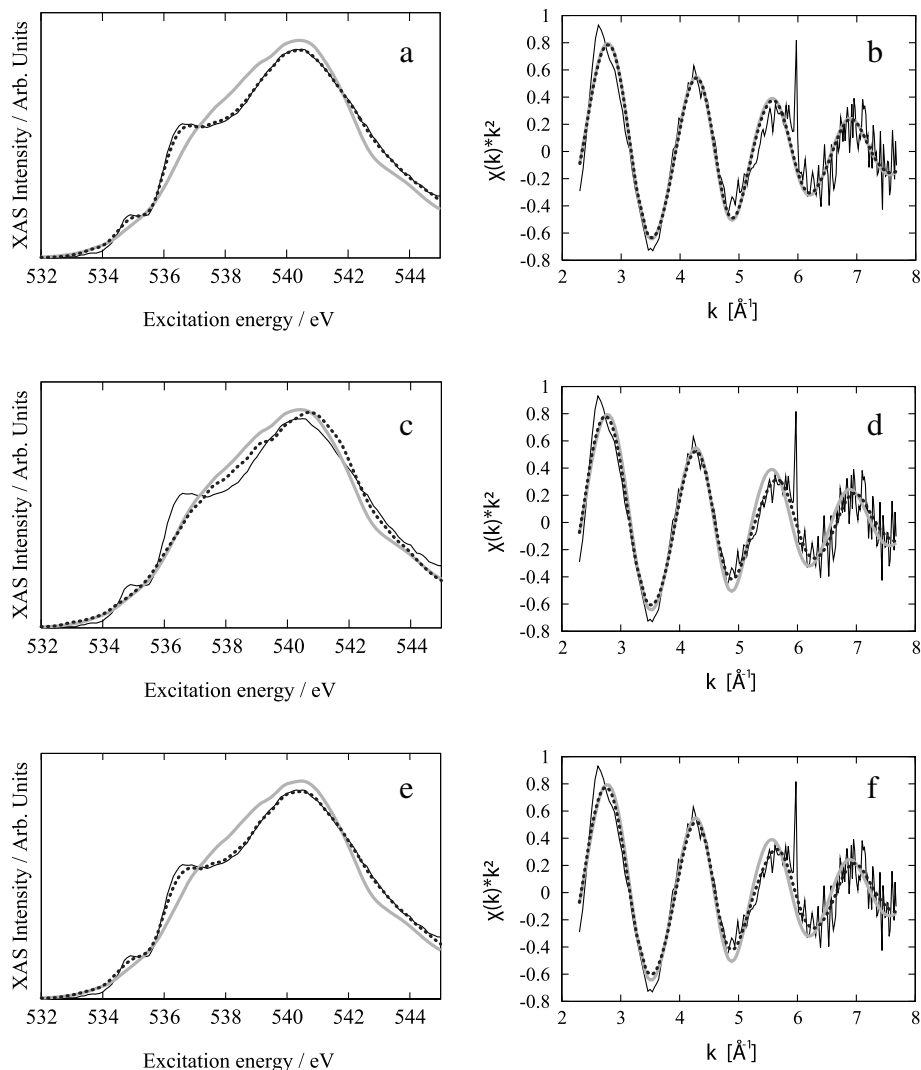 XAS Intensity / Arb. Units
a
532 534 536 538 540 542 544
Excitation energy / eV
χ(k)*k²
1
0.8
0.6
0.4
0.2
0
-0.2
-0.4
-0.6
-0.8
b
2 3 4 5 6 7 8
k [Å⁻¹]
XAS Intensity / Arb. Units
c
532 534 536 538 540 542 544
Excitation energy / eV
χ(k)*k²
1
0.8
0.6
0.4
0.2
0
-0.2
-0.4
-0.6
-0.8
d
2 3 4 5 6 7 8
k [Å⁻¹]
XAS Intensity / Arb. Units
e
532 534 536 538 540 542 544
Excitation energy / eV
χ(k)*k²
1
0.8
0.6
0.4
0.2
0
-0.2
-0.4
-0.6
-0.8
f
2 3 4 5 6 7 8
k [Å⁻¹]